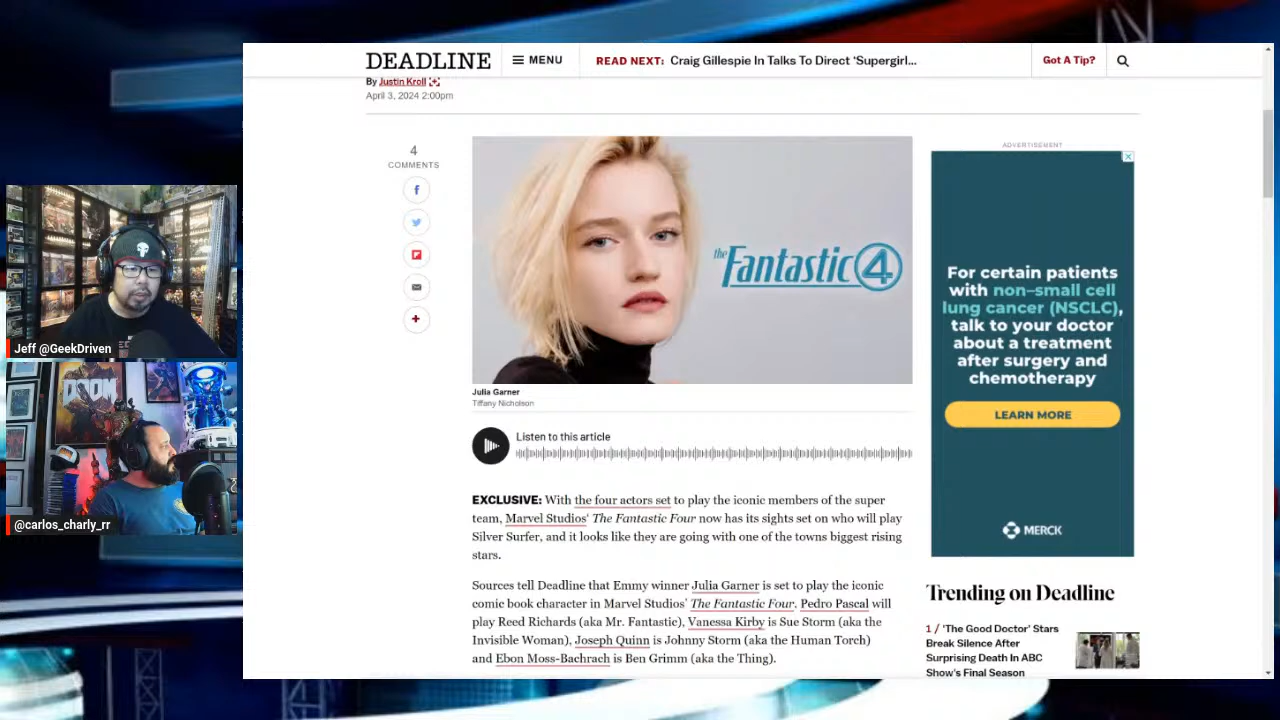 DEADLINE
MENU
READ NEXT: Craig Gillespie In Talks To Direct ‘Supergirl...
Got A Tip?
By Justin Kroll
April 3, 2024 2:00pm
4
COMMENTS
the Fantastic 4
Julia Garner
Tiffany Nicholson
Listen to this article
EXCLUSIVE: With the four actors set to play the iconic members of the super
team, Marvel Studios‘ The Fantastic Four now has its sights set on who will play
Silver Surfer, and it looks like they are going with one of the towns biggest rising
stars.
Sources tell Deadline that Emmy winner Julia Garner is set to play the iconic
comic book character in Marvel Studios’ The Fantastic Four. Pedro Pascal will
play Reed Richards (aka Mr. Fantastic), Vanessa Kirby is Sue Storm (aka the
Invisible Woman), Joseph Quinn is Johnny Storm (aka the Human Torch)
and Ebon Moss-Bachrach is Ben Grimm (aka the Thing).
ADVERTISEMENT
For certain patients
with non–small cell
lung cancer (NSCLC),
talk to your doctor
about a treatment
after surgery and
chemotherapy
LEARN MORE
MERCK
Trending on Deadline
1 / ‘The Good Doctor’ Stars
Break Silence After
Surprising Death In ABC
Show’s Final Season
Jeff @GeekDriven
DOOM
@carlos_charly_rr